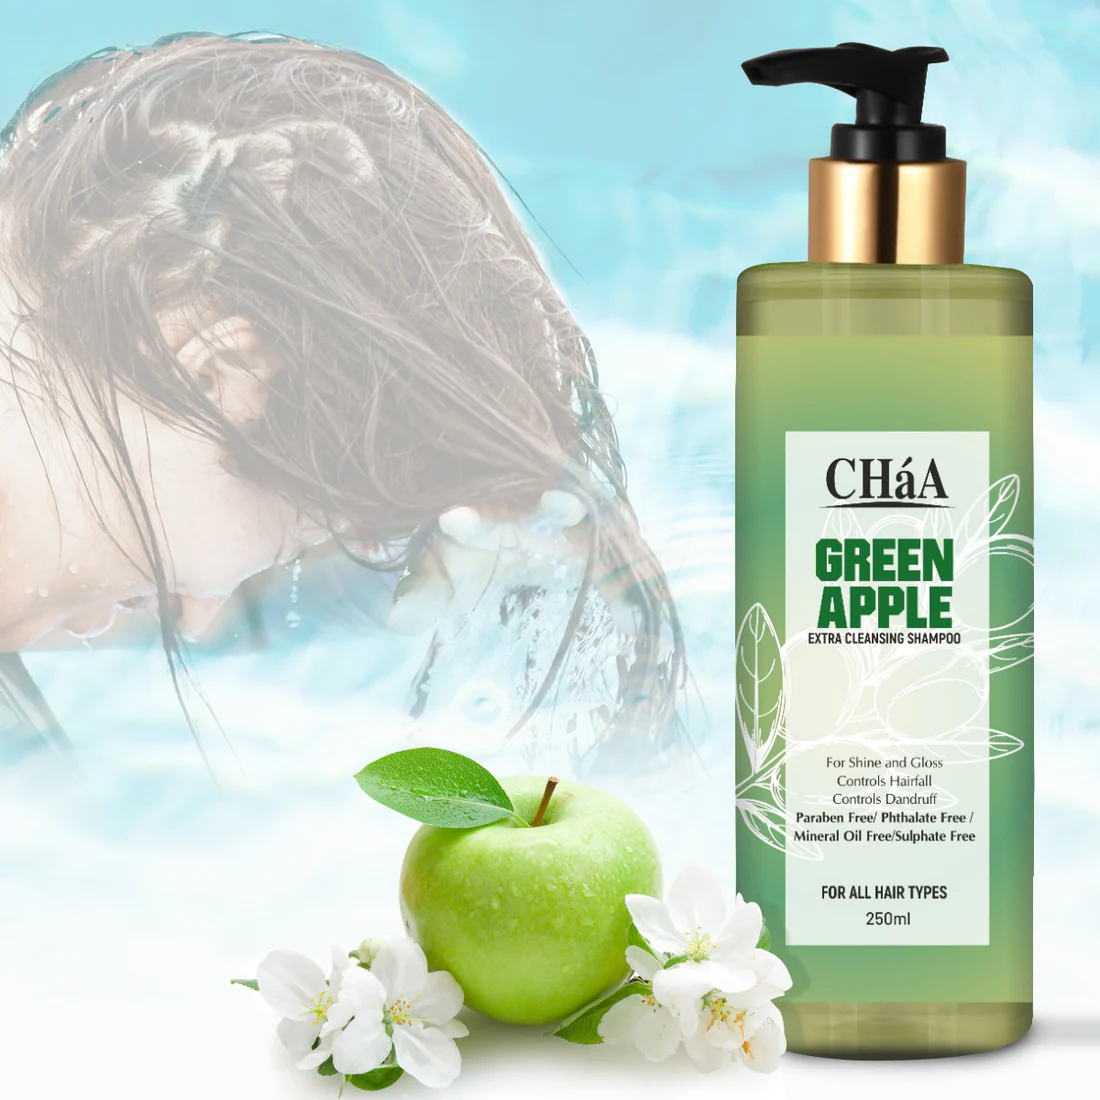 CHáA
GREEN
APPLE
EXTRA CLEANSING SHAMPOO
For Shine and Gloss
Controls Hairfall
Controls Dandruff
Paraben Free/ Phthalate Free /
Mineral Oil Free/Sulphate Free
FOR ALL HAIR TYPES
250ml